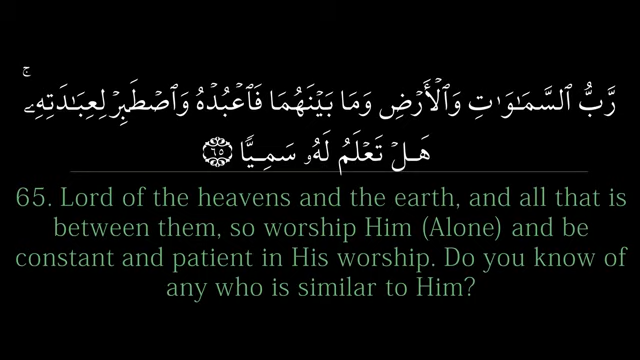 رَّبُّ ٱلسَّمَـٰوَٰتِ وَٱلْأَرْضِ وَمَا بَيْنَهُمَا فَٱعْبُدْهُ وَٱصْطَبِرْ لِعِبَـٰدَتِهِۦ ۚ
هَلْ تَعْلَمُ لَهُۥ سَمِيًّا ۝٦٥
65. Lord of the heavens and the earth, and all that is
between them, so worship Him (Alone) and be
constant and patient in His worship. Do you know of
any who is similar to Him?